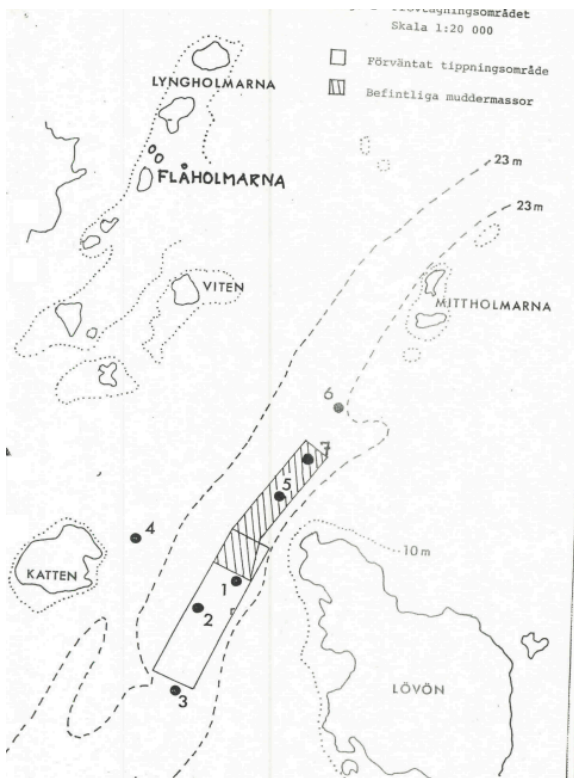 Skala 1:20 000
Förväntat tippningsområde
Befintliga muddermassor
LYNGHOLMARNA
FLÅHOLMARNA
23 m
23 m
VITEN
MITTHOLMARNA
6
7
5
4
10 m
KATTEN
1
2
3
LÖVÖN